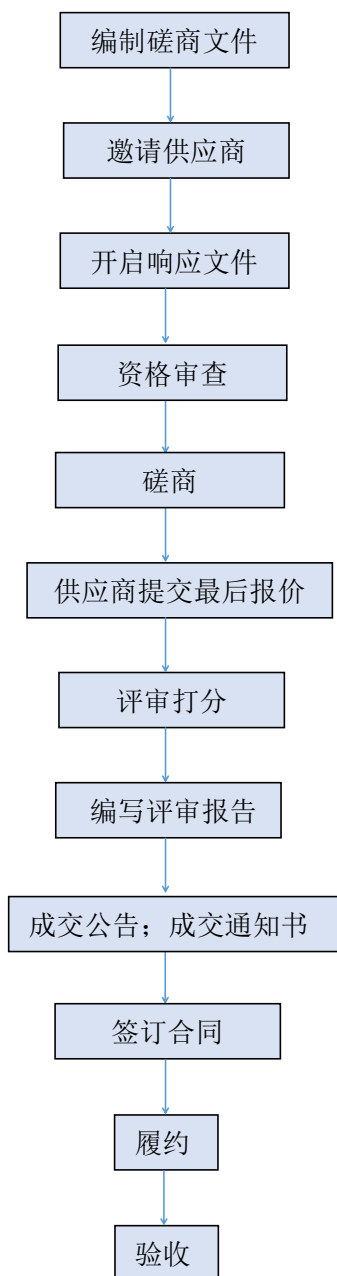 编制磋商文件
邀请供应商
开启响应文件
资格审查
磋商
供应商提交最后报价
评审打分
编写评审报告
成交公告；成交通知书
签订合同
履约
验收